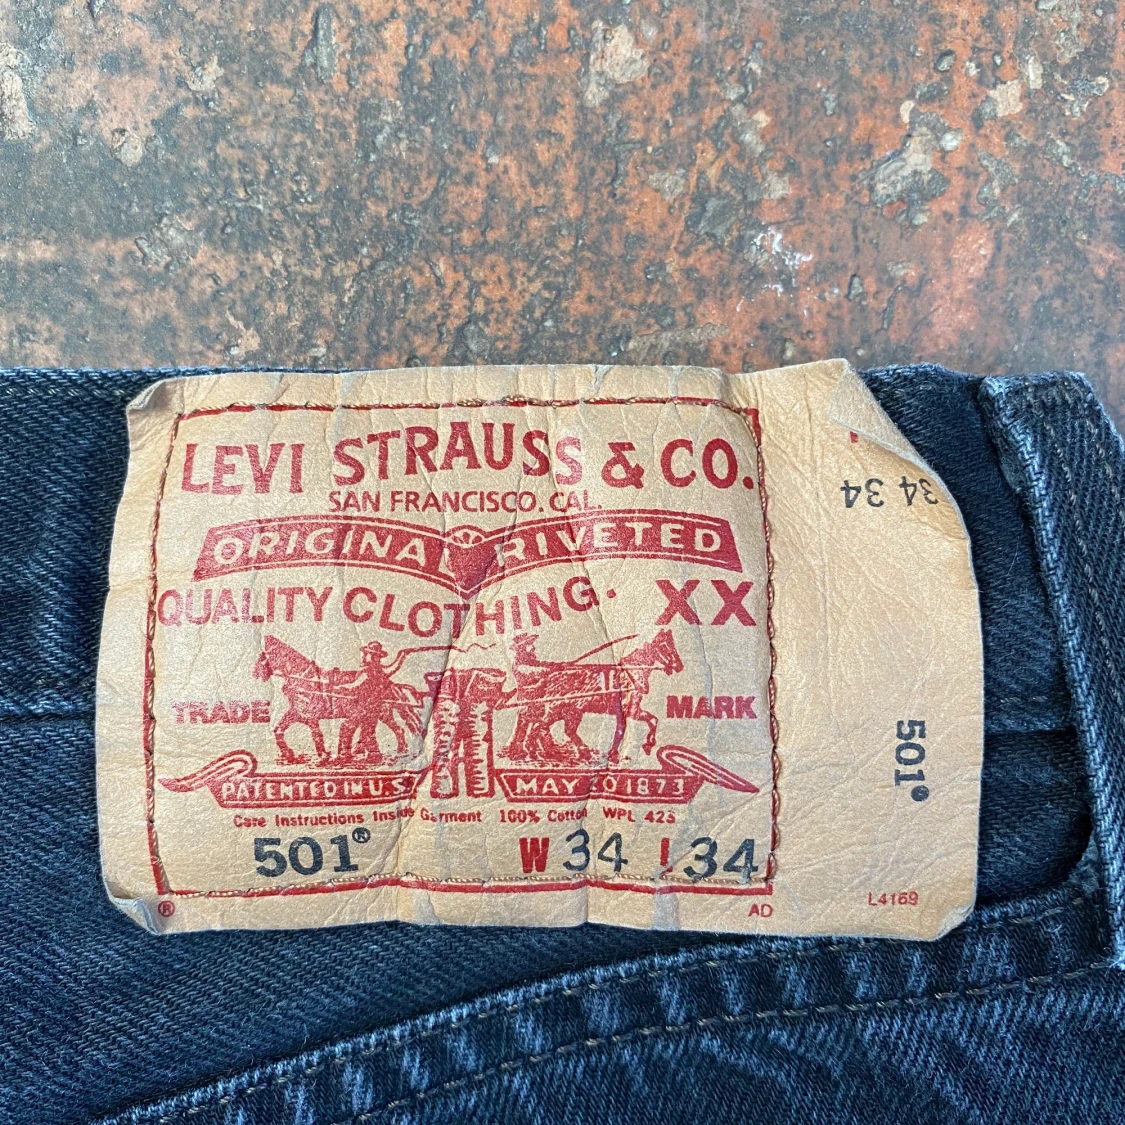 LEVI STRAUSS & CO.
SAN FRANCISCO. CAL.
ORIGINAL RIVETED
QUALITY CLOTHING. XX
TRADE MARK
PATENTED IN U.S. MAY 20 1873
Care Instructions Inside Garment 100% Cotton WPL 423
501® W 34 L 34
® AD
34 34
501®
L4169